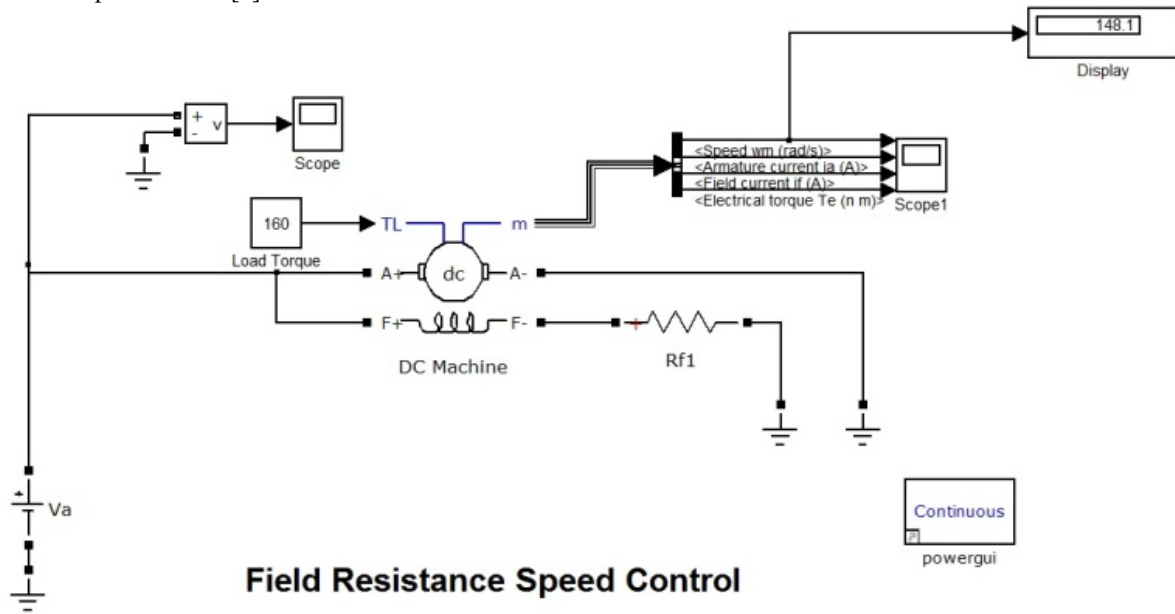 148.1
Display
+
-
v
Scope
<Speed wm (rad/s)>
<Armature current ia (A)>
<Field current if (A)>
<Electrical torque Te (n m)>
Scope1
160
Load Torque
TL
m
A+
dc
A-
F+
F-
DC Machine
+
Rf1
+
Va
Continuous
powergui
Field Resistance Speed Control